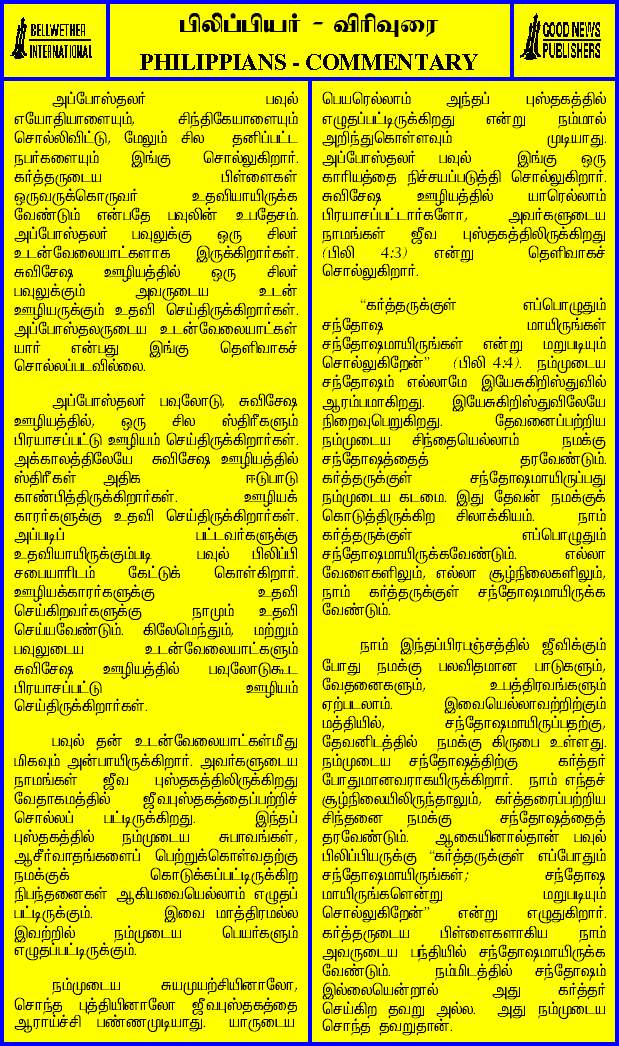 BELLWETHER
INTERNATIONAL
பிலிப்பியர் - விரிவுரை
PHILIPPIANS - COMMENTARY
GOOD NEWS
PUBLISHERS
அப்போஸ்தலர் பவுல்
எயோதியாளையும், சிந்திகேயாளையும்
சொல்லிவிட்டு, மேலும் சில தனிப்பட்ட
நபர்களையும் இங்கு சொல்லுகிறார்.
கர்த்தருடைய பிள்ளைகள்
ஒருவருக்கொருவர் உதவியாயிருக்க
வேண்டும் என்பதே பவுலின் உபதேசம்.
அப்போஸ்தலர் பவுலுக்கு ஒரு சிலர்
உடன்வேலையாட்களாக இருக்கிறார்கள்.
சுவிசேஷ ஊழியத்தில் ஒரு சிலர்
பவுலுக்கும் அவருடைய உடன்
ஊழியருக்கும் உதவி செய்திருக்கிறார்கள்.
அப்போஸ்தலருடைய உடன்வேலையாட்கள்
யார் என்பது இங்கு தெளிவாகச்
சொல்லப்படவில்லை.
அப்போஸ்தலர் பவுலோடு, சுவிசேஷ
ஊழியத்தில், ஒரு சில ஸ்திரீகளும்
பிரயாசப்பட்டு ஊழியம் செய்திருக்கிறார்கள்.
அக்காலத்திலேயே சுவிசேஷ ஊழியத்தில்
ஸ்திரீகள் அதிக ஈடுபாடு
காண்பித்திருக்கிறார்கள். ஊழியக்
காரர்களுக்கு உதவி செய்திருக்கிறார்கள்.
அப்படிப் பட்டவர்களுக்கு
உதவியாயிருக்கும்படி பவுல் பிலிப்பி
சபையாரிடம் கேட்டுக் கொள்கிறார்.
ஊழியக்காரர்களுக்கு உதவி
செய்கிறவர்களுக்கு நாமும் உதவி
செய்யவேண்டும். கிலேமெந்தும், மற்றும்
பவுலுடைய உடன்வேலையாட்களும்
சுவிசேஷ ஊழியத்தில் பவுலோடுகூட
பிரயாசப்பட்டு ஊழியம்
செய்திருக்கிறார்கள்.
பவுல் தன் உடன்வேலையாட்கள்மீது
மிகவும் அன்பாயிருக்கிறார். அவர்களுடைய
நாமங்கள் ஜீவ புஸ்தகத்திலிருக்கிறது
வேதாகமத்தில் ஜீவபுஸ்தகத்தைப்பற்றிச்
சொல்லப் பட்டிருக்கிறது. இந்தப்
புஸ்தகத்தில் நம்முடைய சுபாவங்கள்,
ஆசீர்வாதங்களைப் பெற்றுக்கொள்வதற்கு
நமக்குக் கொடுக்கப்பட்டிருக்கிற
நிபந்தனைகள் ஆகியவையெல்லாம் எழுதப்
பட்டிருக்கும். இவை மாத்திரமல்ல
இவற்றில் நம்முடைய பெயர்களும்
எழுதப்பட்டிருக்கும்.
நம்முடைய சுயமுயற்சியினாலோ,
சொந்த புத்தியினாலோ ஜீவபுஸ்தகத்தை
ஆராய்ச்சி பண்ணமுடியாது. யாருடைய
பெயரெல்லாம் அந்தப் புஸ்தகத்தில்
எழுதப்பட்டிருக்கிறது என்று நம்மால்
அறிந்துகொள்ளவும் முடியாது.
அப்போஸ்தலர் பவுல் இங்கு ஒரு
காரியத்தை நிச்சயப்படுத்தி சொல்லுகிறார்.
சுவிசேஷ ஊழியத்தில் யாரெல்லாம்
பிரயாசப்பட்டார்களோ, அவர்களுடைய
நாமங்கள் ஜீவ புஸ்தகத்திலிருக்கிறது
(பிலி 4:3) என்று தெளிவாகச்
சொல்லுகிறார்.
“கர்த்தருக்குள் எப்பொழுதும்
சந்தோஷ மாயிருங்கள்
சந்தோஷமாயிருங்கள் என்று மறுபடியும்
சொல்லுகிறேன்” (பிலி 4:4). நம்முடைய
சந்தோஷம் எல்லாமே இயேசுகிறிஸ்துவில்
ஆரம்பமாகிறது. இயேசுகிறிஸ்துவிலேயே
நிறைவுபெறுகிறது. தேவனைப்பற்றிய
நம்முடைய சிந்தையெல்லாம் நமக்கு
சந்தோஷத்தைத் தரவேண்டும்.
கர்த்தருக்குள் சந்தோஷமாயிருப்பது
நம்முடைய கடமை. இது தேவன் நமக்குக்
கொடுத்திருக்கிற சிலாக்கியம். நாம்
கர்த்தருக்குள் எப்பொழுதும்
சந்தோஷமாயிருக்கவேண்டும். எல்லா
வேளைகளிலும், எல்லா சூழ்நிலைகளிலும்,
நாம் கர்த்தருக்குள் சந்தோஷமாயிருக்க
வேண்டும்.
நாம் இந்தப்பிரபஞ்சத்தில் ஜீவிக்கும்
போது நமக்கு பலவிதமான பாடுகளும்,
வேதனைகளும், உபத்திரவங்களும்
ஏற்படலாம். இவையெல்லாவற்றிற்கும்
மத்தியில், சந்தோஷமாயிருப்பதற்கு,
தேவனிடத்தில் நமக்கு கிருபை உள்ளது.
நம்முடைய சந்தோஷத்திற்கு கர்த்தர்
போதுமானவராகயிருக்கிறார். நாம் எந்தச்
சூழ்நிலையிலிருந்தாலும், கர்த்தரைப்பற்றிய
சிந்தனை நமக்கு சந்தோஷத்தைத்
தரவேண்டும். ஆகையினால்தான் பவுல்
பிலிப்பியருக்கு “கர்த்தருக்குள் எப்போதும்
சந்தோஷமாயிருங்கள்; சந்தோஷ
மாயிருங்களென்று மறுபடியும்
சொல்லுகிறேன்” என்று எழுதுகிறார்.
கர்த்தருடைய பிள்ளைகளாகிய நாம்
அவருடைய பந்தியில் சந்தோஷமாயிருக்க
வேண்டும். நம்மிடத்தில் சந்தோஷம்
இல்லையென்றால் அது கர்த்தர்
செய்கிற தவறு அல்ல. அது நம்முடைய
சொந்த தவறுதான்.